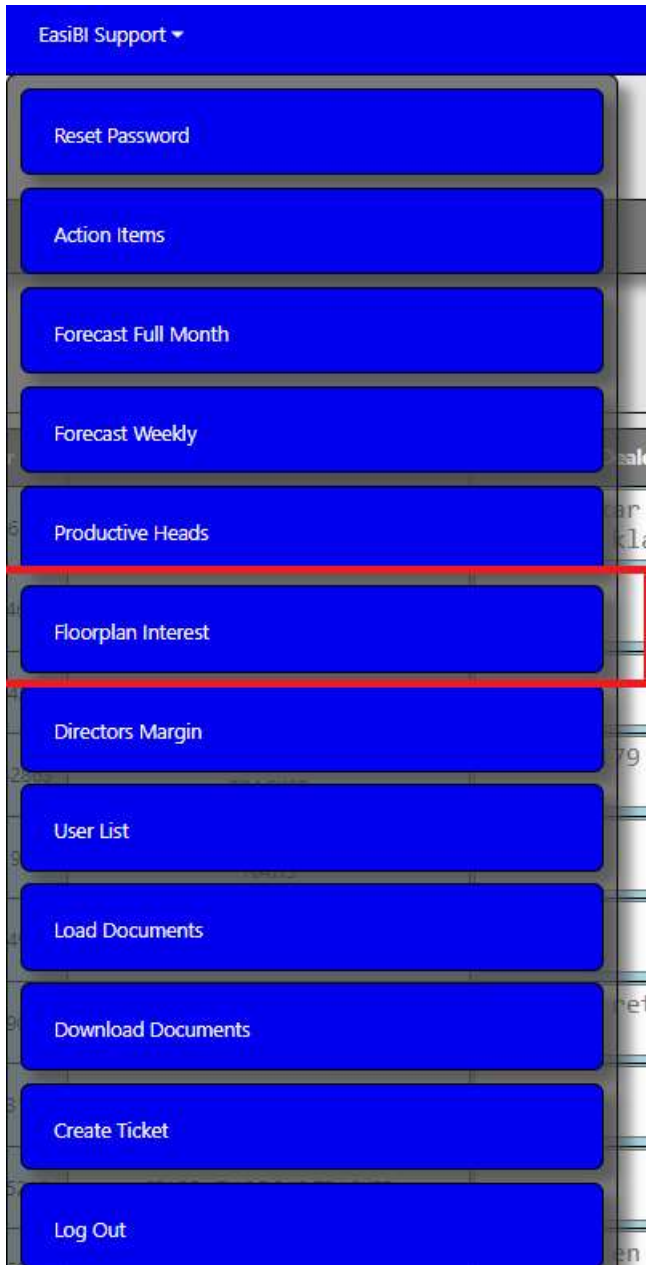 EasiBI Support
Reset Password
Action Items
Forecast Full Month
Forecast Weekly
Productive Heads
Floorplan Interest
Directors Margin
User List
Load Documents
Download Documents
Create Ticket
Log Out